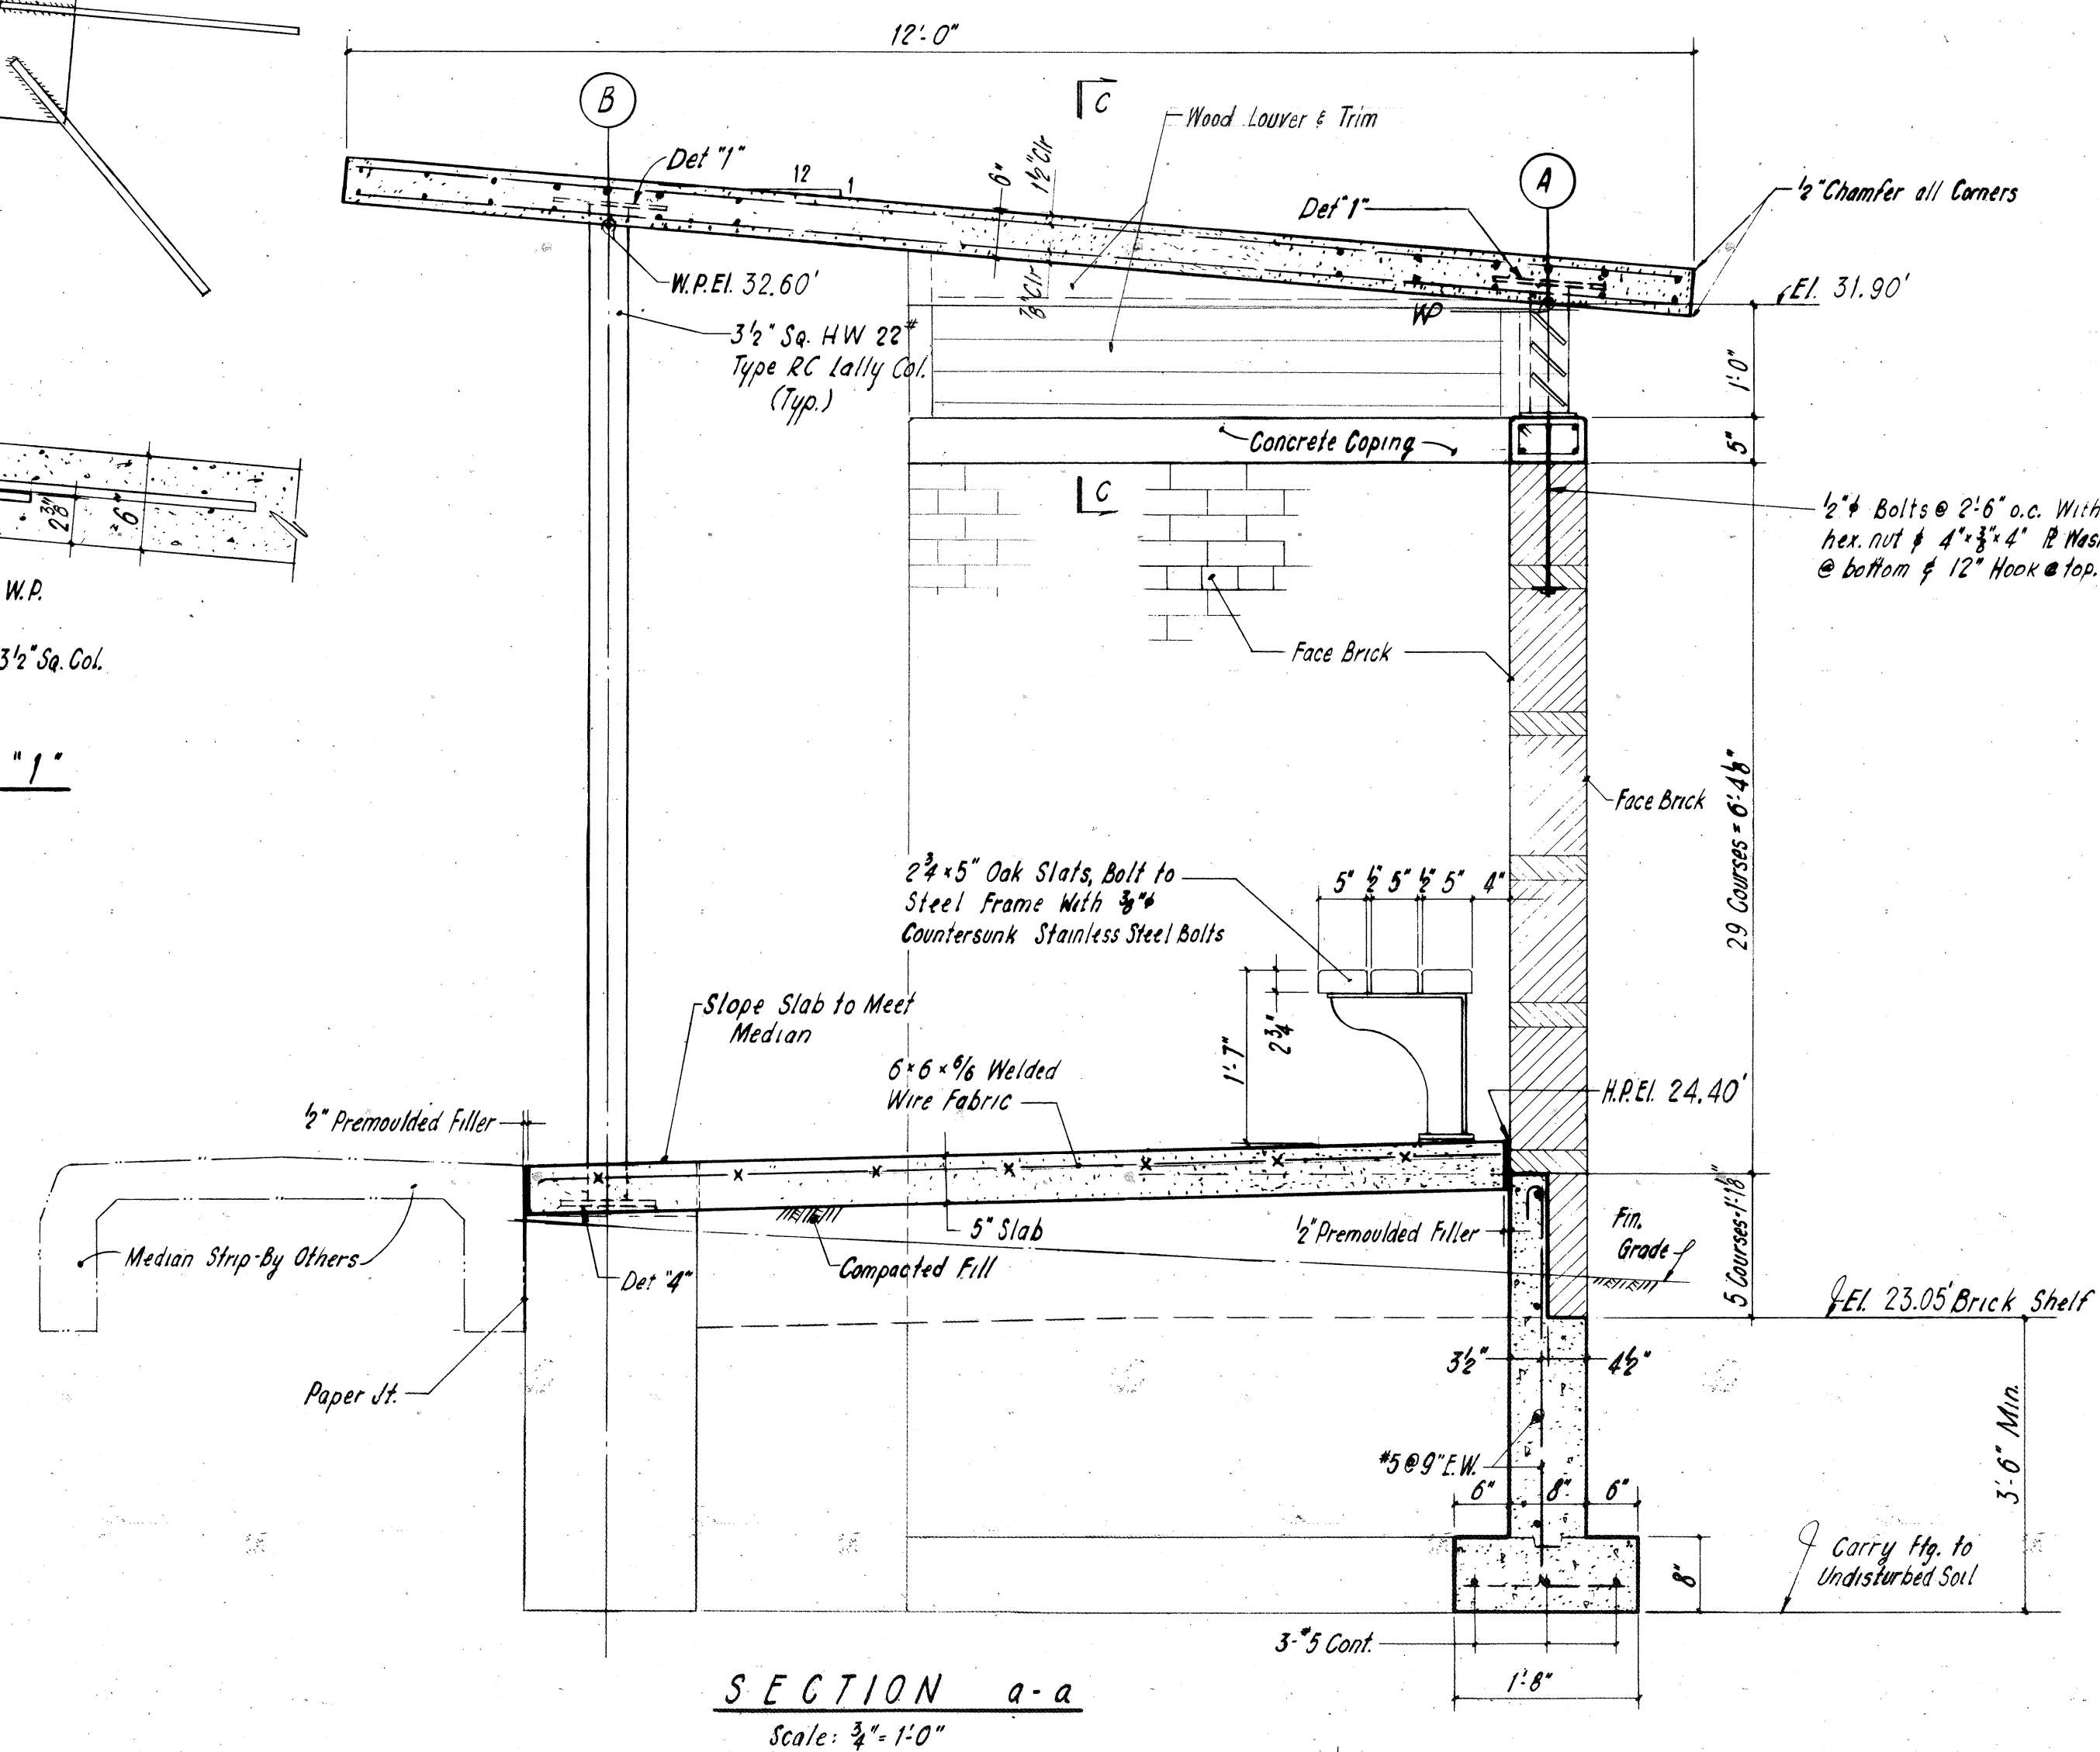 12'-0"
B
C
Wood Louver & Trim
Det "1"
12
1
6"
1½" Clr
A
Det "1"
½" Chamfer all Corners
W.P. El. 32.60'
⅞" Clr
WP
El. 31.90'
3½" Sq. HW 22#
Type RC Lally Col.
(Typ.)
1'-0"
Concrete Coping
5"
C
2⅜"
6"
½"ϕ Bolts @ 2'-6" o.c. With
hex. nut & 4"x⅜"x4" ℞ Was
@ bottom & 12" Hook @ top.
W.P.
3½" Sq. Col.
Face Brick
"1"
Face Brick
29 Courses = 6'-4⅛"
2¾ x 5" Oak Slats, Bolt to
Steel Frame With ⅜"ϕ
Countersunk Stainless Steel Bolts
5" ½" 5" ½" 5" 4"
Slope Slab to Meet
Median
1'-7"
2¾"
6 x 6 x 6/6 Welded
Wire Fabric
H.P. El. 24.40'
½" Premoulded Filler
5" Slab
½" Premoulded Filler
Fin.
Grade
5 Courses = 1'-1⅛"
Median Strip-By Others
Det "4"
Compacted Fill
El. 23.05' Brick Shelf
3½"
4½"
Paper Jt.
3'-6" Min.
#5 @ 9" E.W.
6" 8" 6"
8"
Carry Ftg. to
Undisturbed Soil
3-#5 Cont.
1'-8"
SECTION a-a
Scale: ¾" = 1'-0"